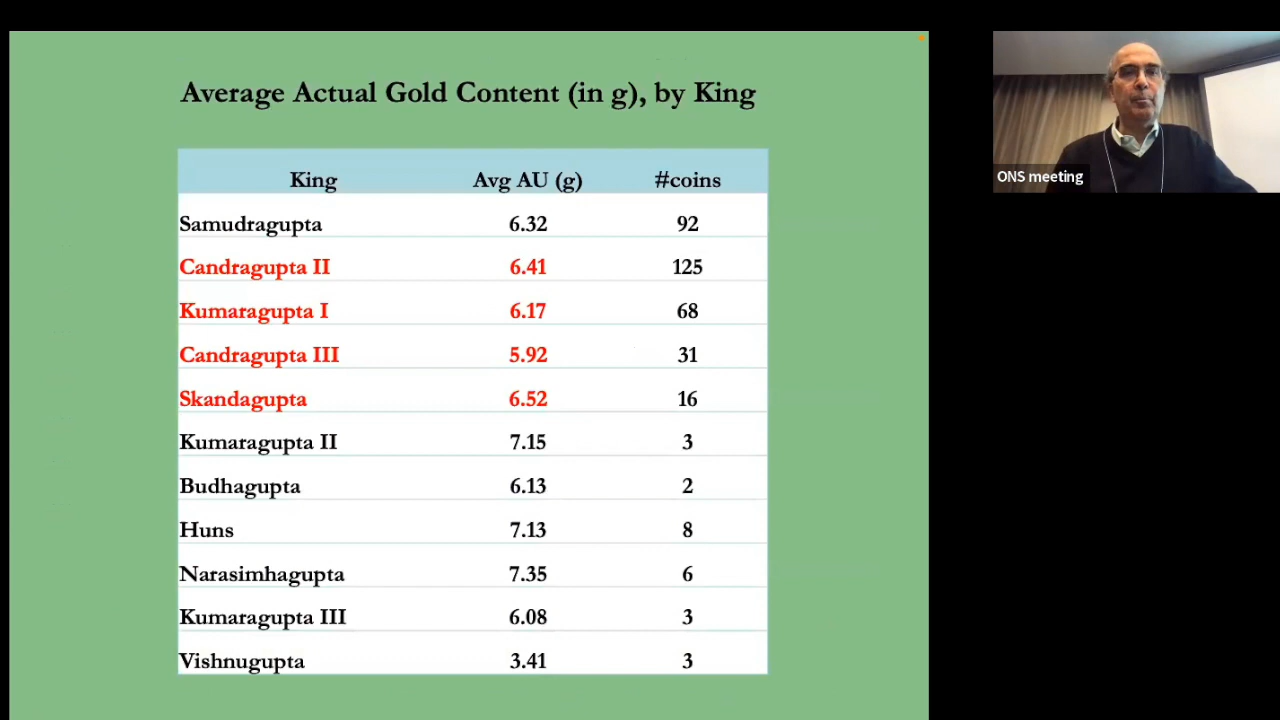 Average Actual Gold Content (in g), by King
King Avg AU (g) #coins
Samudragupta 6.32 92
Candragupta II 6.41 125
Kumaragupta I 6.17 68
Candragupta III 5.92 31
Skandagupta 6.52 16
Kumaragupta II 7.15 3
Budhagupta 6.13 2
Huns 7.13 8
Narasimhagupta 7.35 6
Kumaragupta III 6.08 3
Vishnugupta 3.41 3
ONS meeting